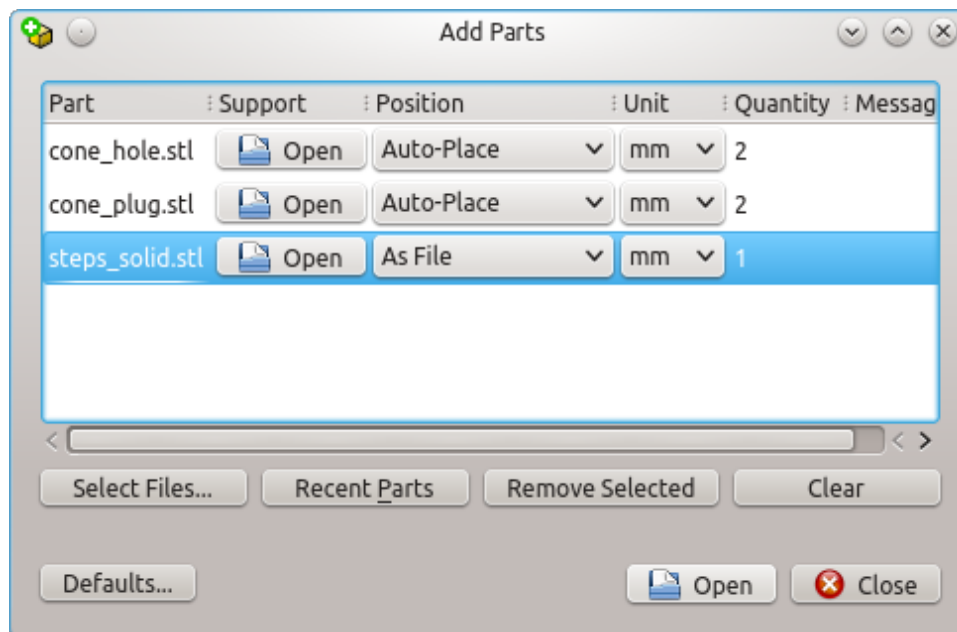 Add Parts
Part Support Position Unit Quantity Messag
cone_hole.stl Open Auto-Place mm 2
cone_plug.stl Open Auto-Place mm 2
steps_solid.stl Open As File mm 1
Select Files... Recent Parts Remove Selected Clear
Defaults... Open Close